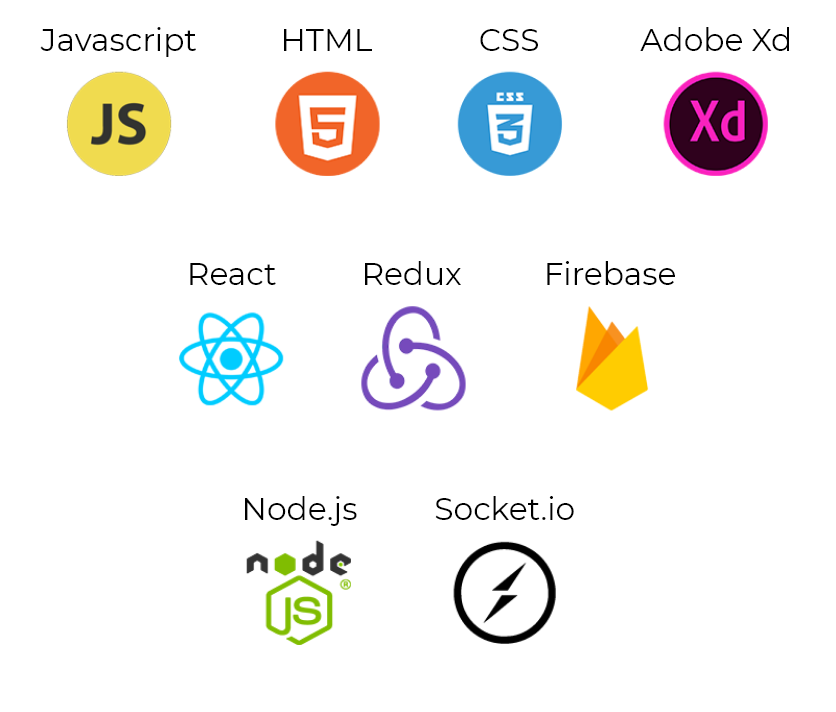 Javascript HTML CSS Adobe Xd
JS 5 CSS 3 Xd
React Redux Firebase
Node.js Socket.io
node
JS ®